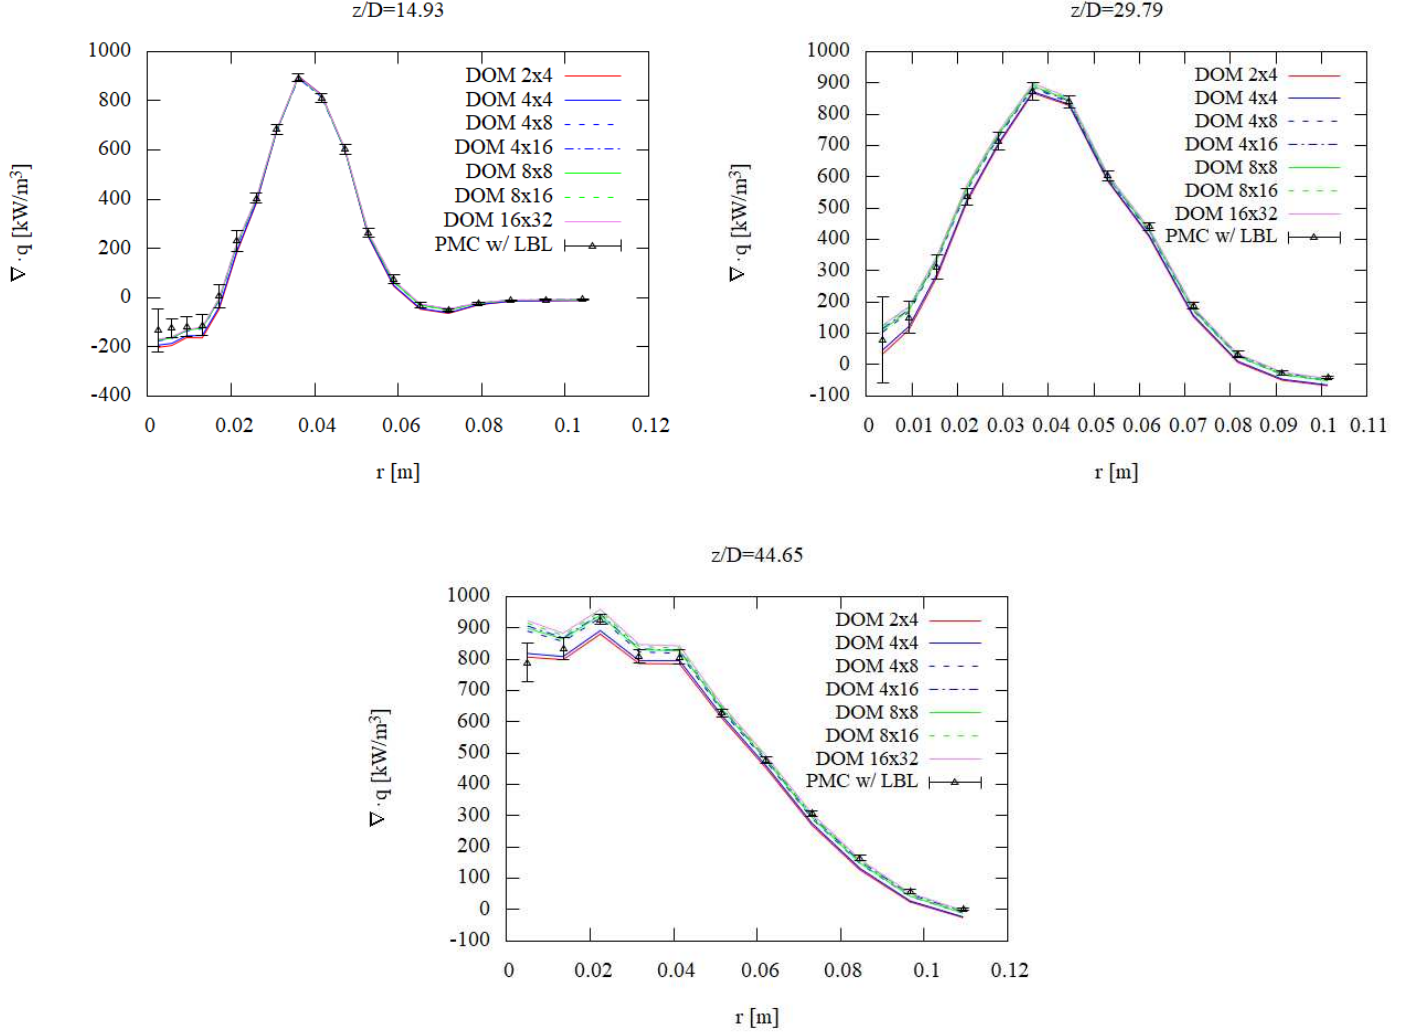 z/D=14.93
1000
800
600
400
200
0
-200
-400
0 0.02 0.04 0.06 0.08 0.1 0.12
∇·q [kW/m³]
r [m]
DOM 2x4
DOM 4x4
DOM 4x8
DOM 4x16
DOM 8x8
DOM 8x16
DOM 16x32
PMC w/ LBL
z/D=29.79
1000
900
800
700
600
500
400
300
200
100
0
-100
0 0.01 0.02 0.03 0.04 0.05 0.06 0.07 0.08 0.09 0.1 0.11
∇·q [kW/m³]
r [m]
DOM 2x4
DOM 4x4
DOM 4x8
DOM 4x16
DOM 8x8
DOM 8x16
DOM 16x32
PMC w/ LBL
z/D=44.65
1000
900
800
700
600
500
400
300
200
100
0
-100
0 0.02 0.04 0.06 0.08 0.1 0.12
∇·q [kW/m³]
r [m]
DOM 2x4
DOM 4x4
DOM 4x8
DOM 4x16
DOM 8x8
DOM 8x16
DOM 16x32
PMC w/ LBL